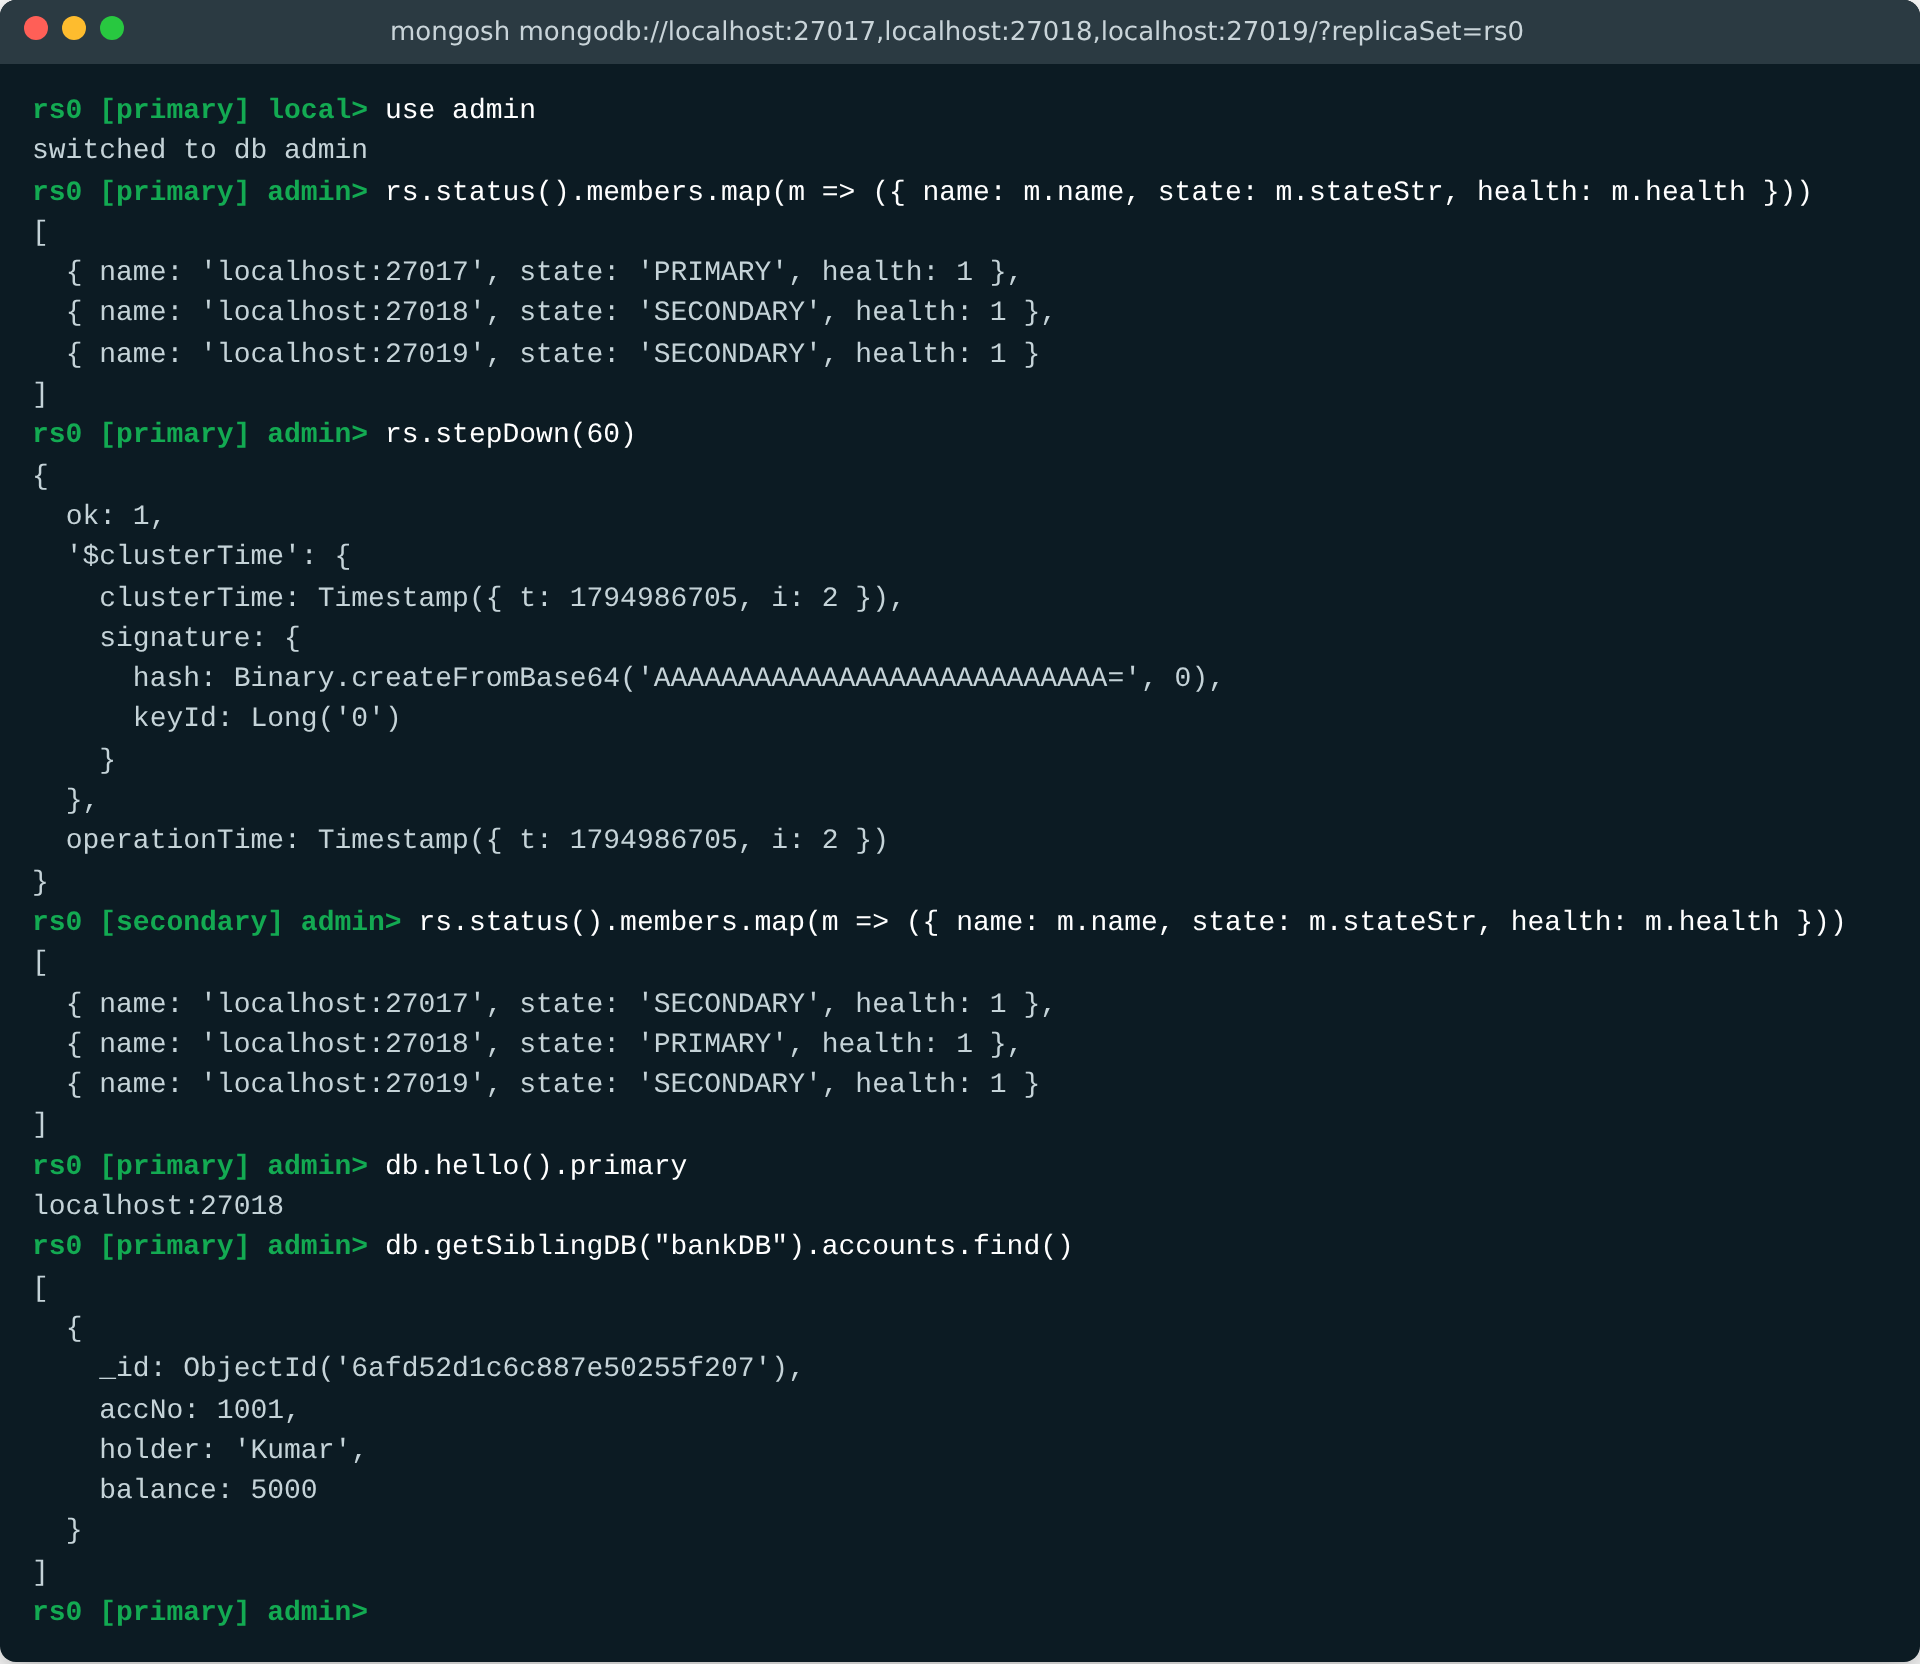 mongosh mongodb://localhost:27017,localhost:27018,localhost:27019/?replicaSet=rs0
rs0 [primary] local> use admin
switched to db admin
rs0 [primary] admin> rs.status().members.map(m => ({ name: m.name, state: m.stateStr, health: m.health }))
[
  { name: 'localhost:27017', state: 'PRIMARY', health: 1 },
  { name: 'localhost:27018', state: 'SECONDARY', health: 1 },
  { name: 'localhost:27019', state: 'SECONDARY', health: 1 }
]
rs0 [primary] admin> rs.stepDown(60)
{
  ok: 1,
  '$clusterTime': {
    clusterTime: Timestamp({ t: 1794986705, i: 2 }),
    signature: {
      hash: Binary.createFromBase64('AAAAAAAAAAAAAAAAAAAAAAAAAAA=', 0),
      keyId: Long('0')
    }
  },
  operationTime: Timestamp({ t: 1794986705, i: 2 })
}
rs0 [secondary] admin> rs.status().members.map(m => ({ name: m.name, state: m.stateStr, health: m.health }))
[
  { name: 'localhost:27017', state: 'SECONDARY', health: 1 },
  { name: 'localhost:27018', state: 'PRIMARY', health: 1 },
  { name: 'localhost:27019', state: 'SECONDARY', health: 1 }
]
rs0 [primary] admin> db.hello().primary
localhost:27018
rs0 [primary] admin> db.getSiblingDB("bankDB").accounts.find()
[
  {
    _id: ObjectId('6afd52d1c6c887e50255f207'),
    accNo: 1001,
    holder: 'Kumar',
    balance: 5000
  }
]
rs0 [primary] admin>